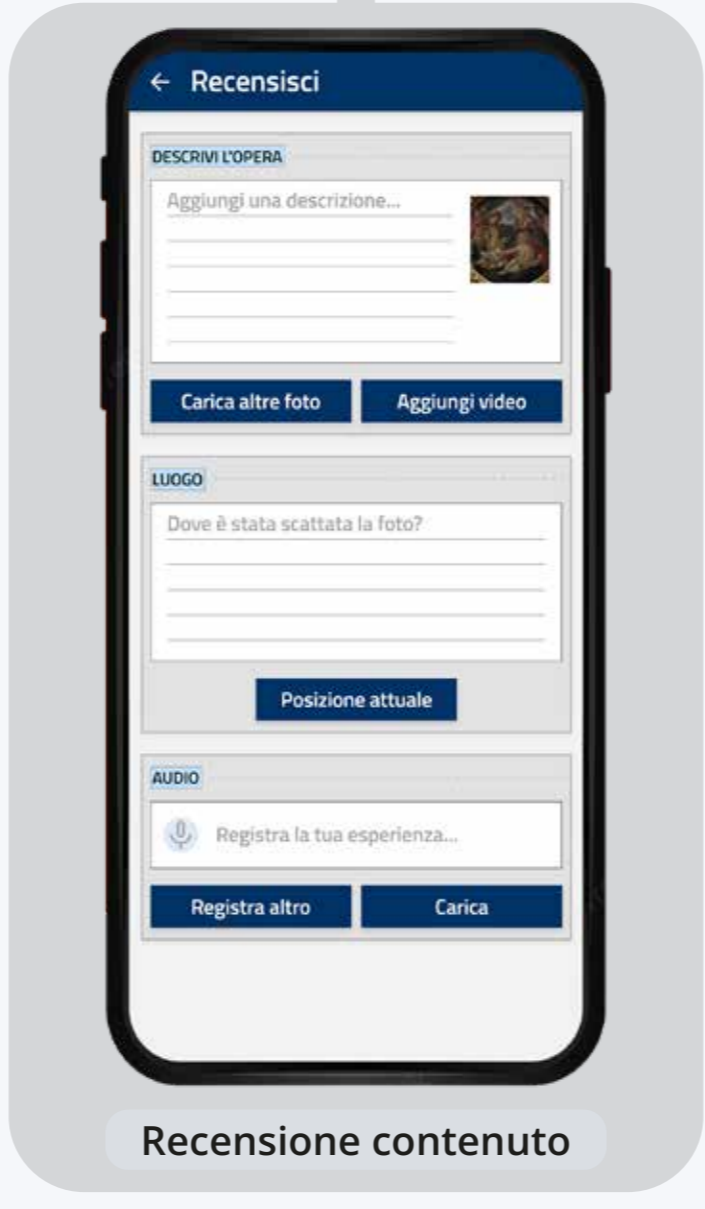 ← Recensisci
DESCRIVI L'OPERA
Aggiungi una descrizione...
Carica altre foto
Aggiungi video
LUOGO
Dove è stata scattata la foto?
Posizione attuale
AUDIO
Registra la tua esperienza...
Registra altro
Carica
Recensione contenuto